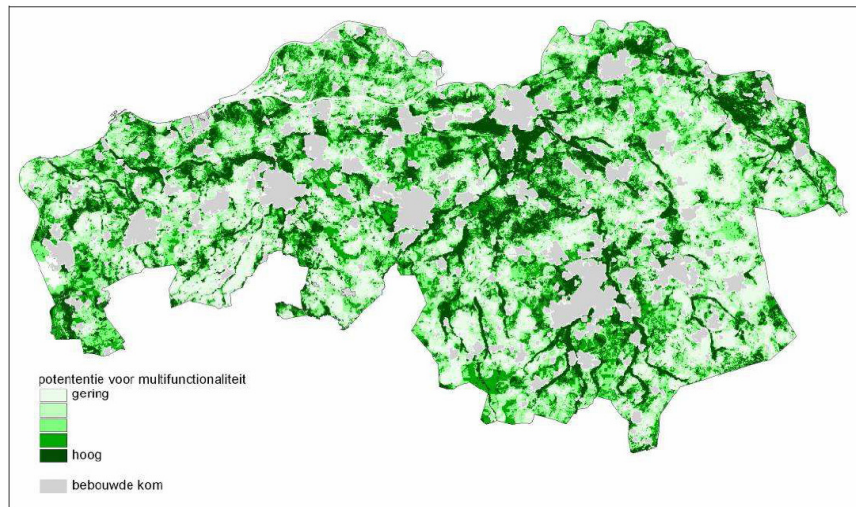 potententie voor multifunctionaliteit
gering
hoog
bebouwde kom